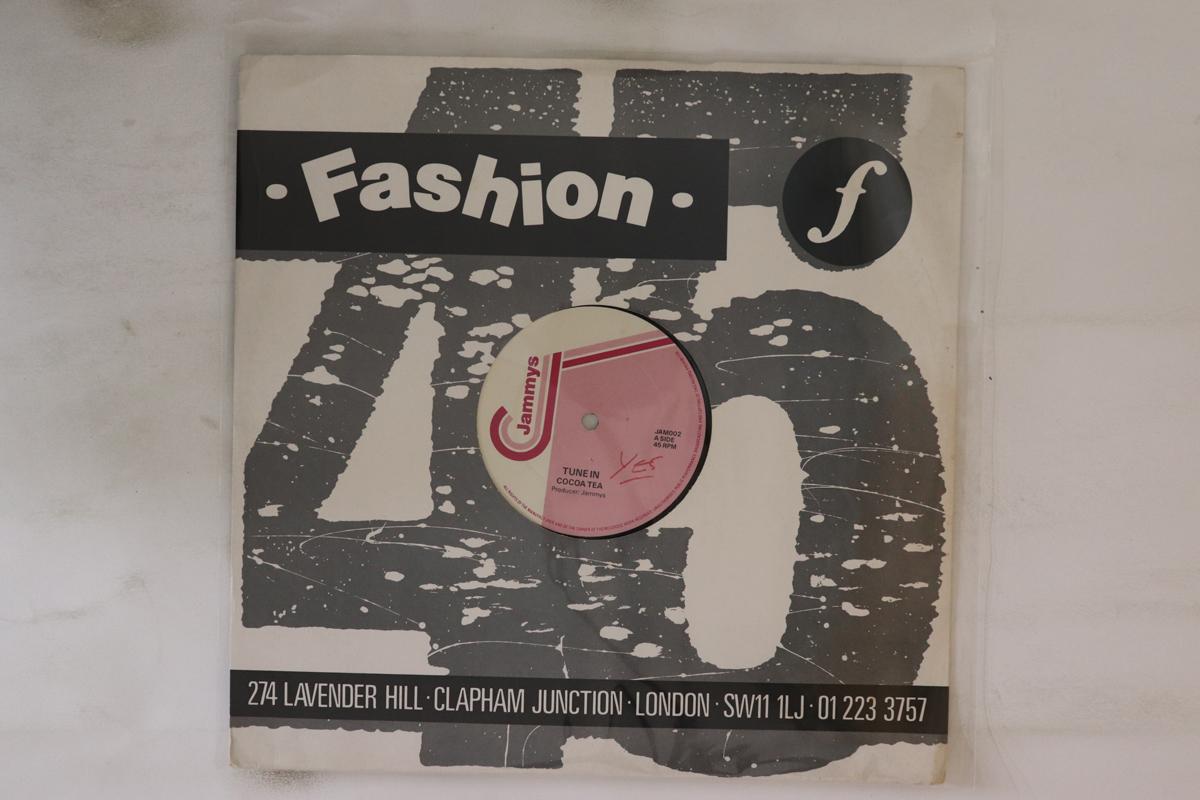 45
• Fashion •
f
Jammys
JAM002
A SIDE
45 RPM
YES
TUNE IN
COCOA TEA
Producer: Jammys
274 LAVENDER HILL · CLAPHAM JUNCTION · LONDON · SW11 1LJ · 01 223 3757